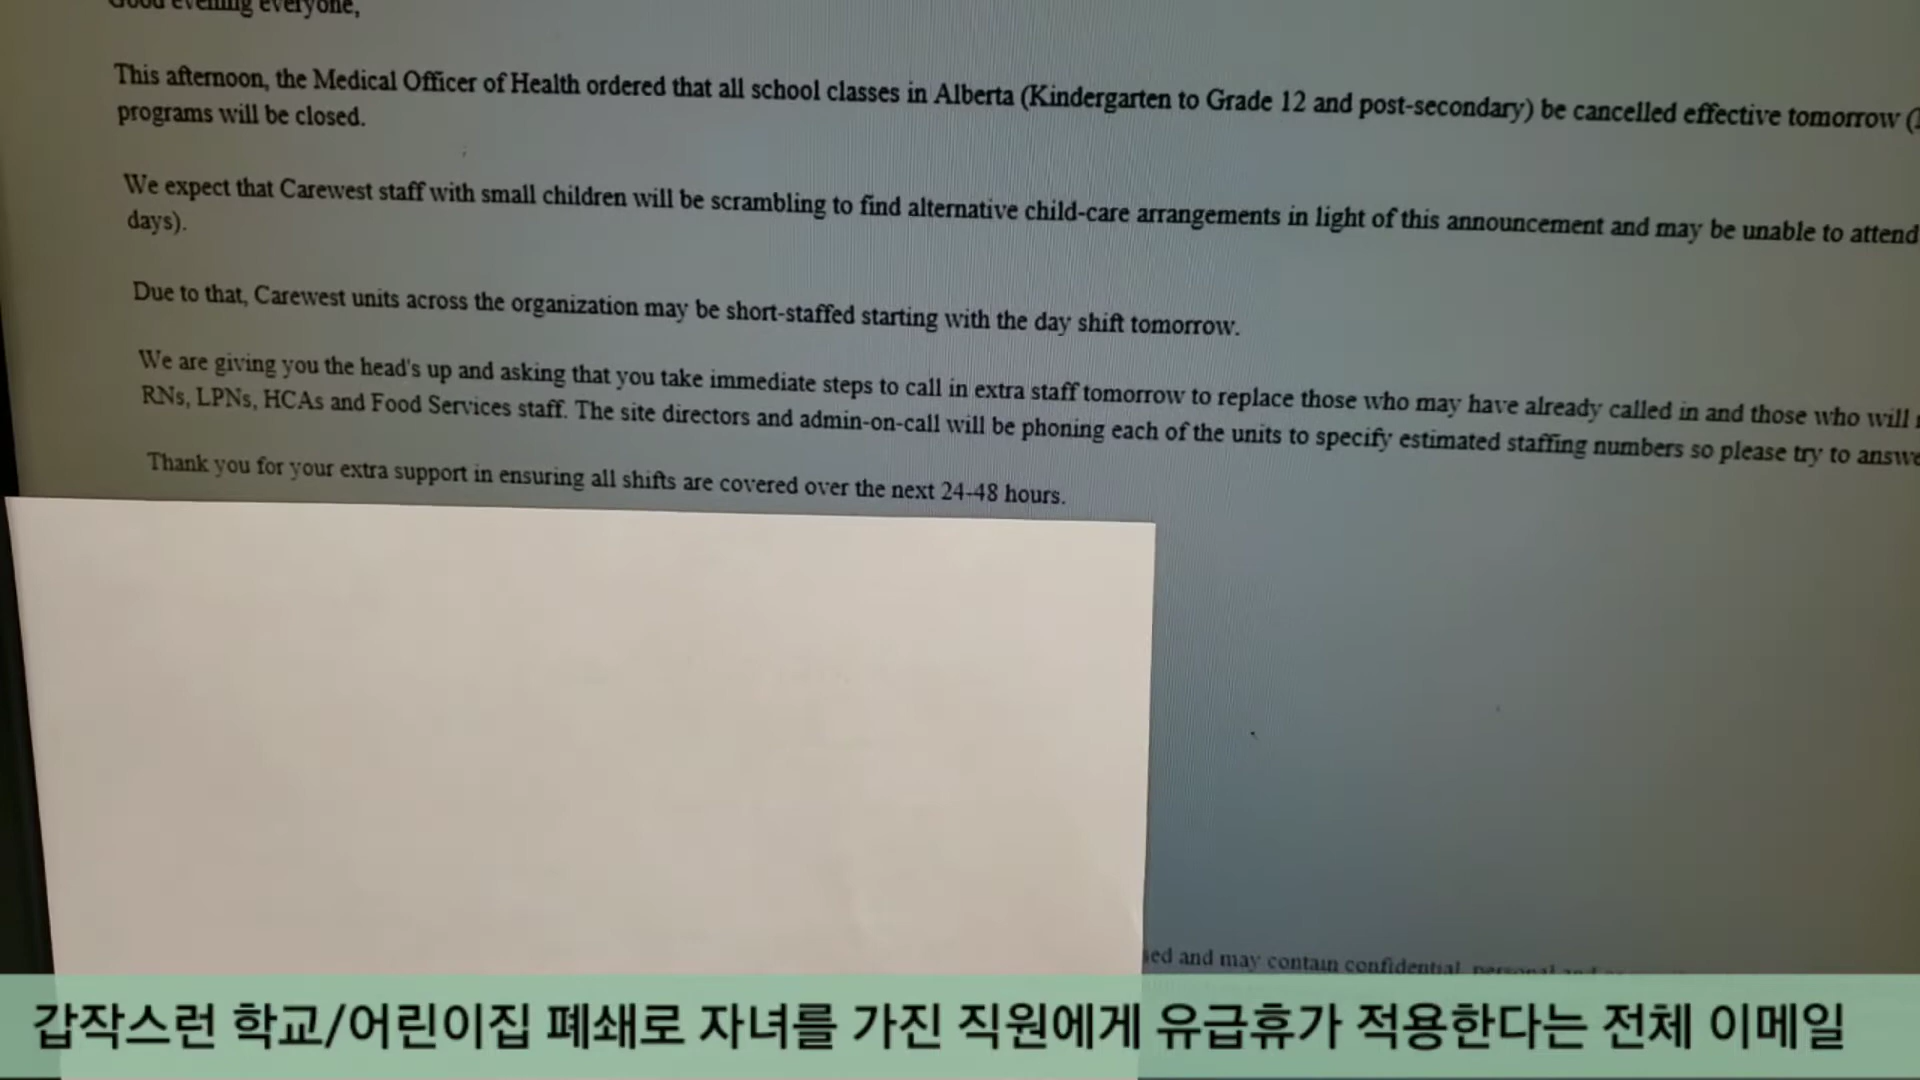 Good evening everyone,
This afternoon, the Medical Officer of Health ordered that all school classes in Alberta (Kindergarten to Grade 12 and post-secondary) be cancelled effective tomorrow
programs will be closed.
We expect that Carewest staff with small children will be scrambling to find alternative child-care arrangements in light of this announcement and may be unable to attend
days).
Due to that, Carewest units across the organization may be short-staffed starting with the day shift tomorrow.
We are giving you the head's up and asking that you take immediate steps to call in extra staff tomorrow to replace those who may have already called in and those who will
RNs, LPNs, HCAs and Food Services staff. The site directors and admin-on-call will be phoning each of the units to specify estimated staffing numbers so please try to
Thank you for your extra support in ensuring all shifts are covered over the next 24-48 hours.
and may contain confidential, personal and
갑작스런 학교/어린이집 폐쇄로 자녀를 가진 직원에게 유급휴가 적용한다는 전체 이메일